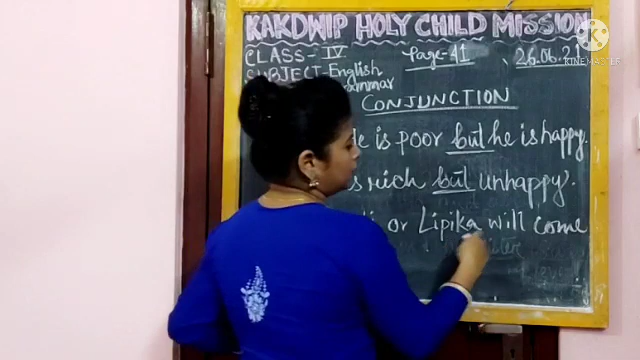 KAKDWIP HOLY CHILD MISSION
CLASS - IV Page - 41 26.06.21
SUBJECT - English
CONJUNCTION
is poor but he is happy.
rich but unhappy.
or Lipika will come
KINEMASTER